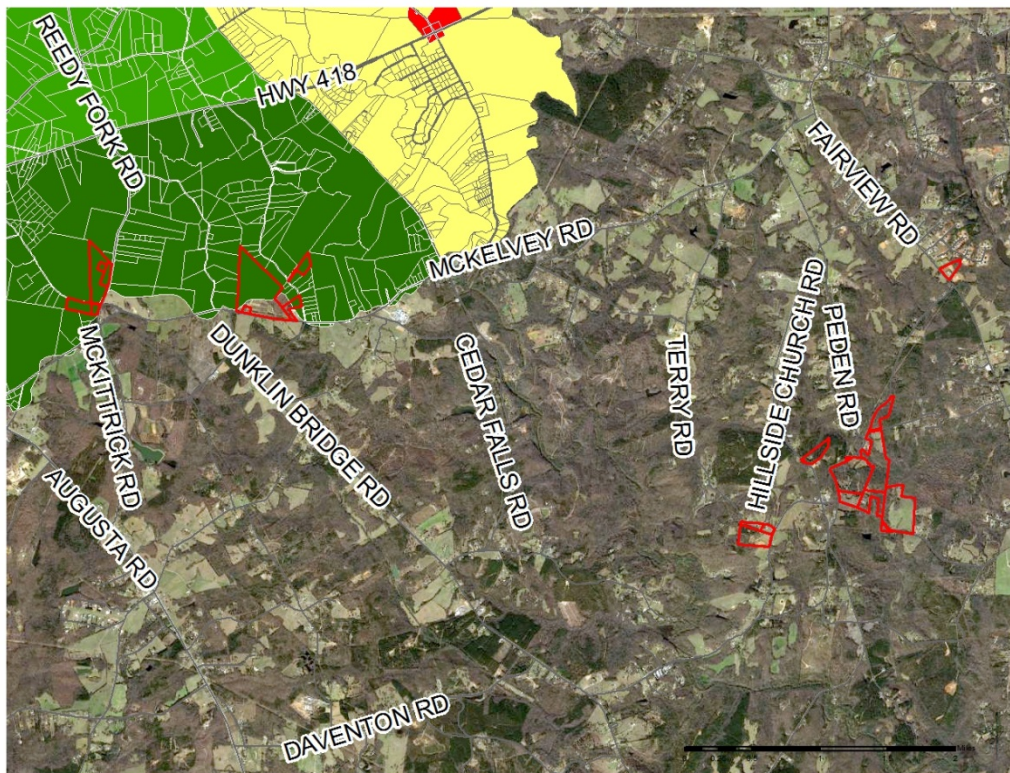 REEDY FORK RD
HWY 418
FAIRVIEW RD
MCKELVEY RD
MCKITTRICK RD
DUNKLIN BRIDGE RD
CEDAR FALLS RD
TERRY RD
HILLSIDE CHURCH RD
PEDEN RD
AUGUSTA RD
DAVENTON RD